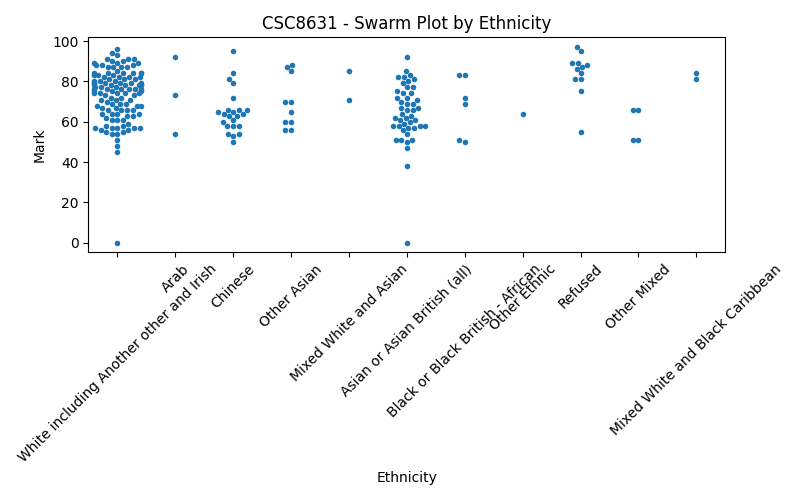 CSC8631 - Swarm Plot by Ethnicity
100
80
60
40
20
0
Mark
White including Another other and Irish
Arab
Chinese
Other Asian
Mixed White and Asian
Asian or Asian British (all)
Black or Black British - African
Other Ethnic
Refused
Other Mixed
Mixed White and Black Caribbean
Ethnicity